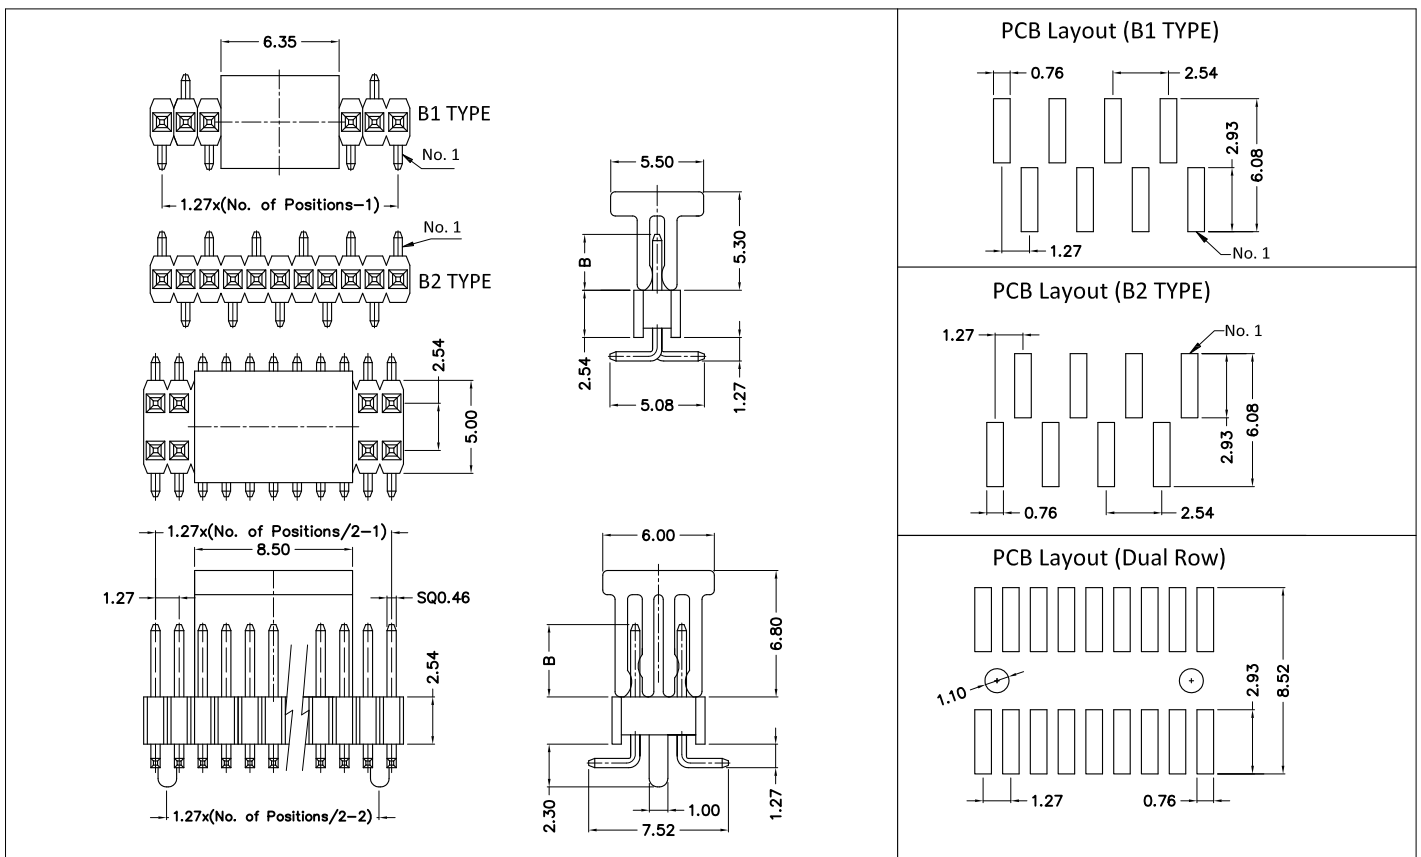 6.35
B1 TYPE
No. 1
1.27x(No. of Positions-1)
No. 1
B2 TYPE
2.54
5.00
1.27x(No. of Positions/2-1)
8.50
1.27
SQ0.46
2.54
1.27x(No. of Positions/2-2)
5.50
B
5.30
2.54
5.08
1.27
6.00
B
6.80
2.30
1.00
7.52
1.27
PCB Layout (B1 TYPE)
0.76
2.54
2.93
6.08
1.27
No. 1
PCB Layout (B2 TYPE)
1.27
No. 1
2.93
6.08
0.76
2.54
PCB Layout (Dual Row)
1.10
2.93
8.52
1.27
0.76